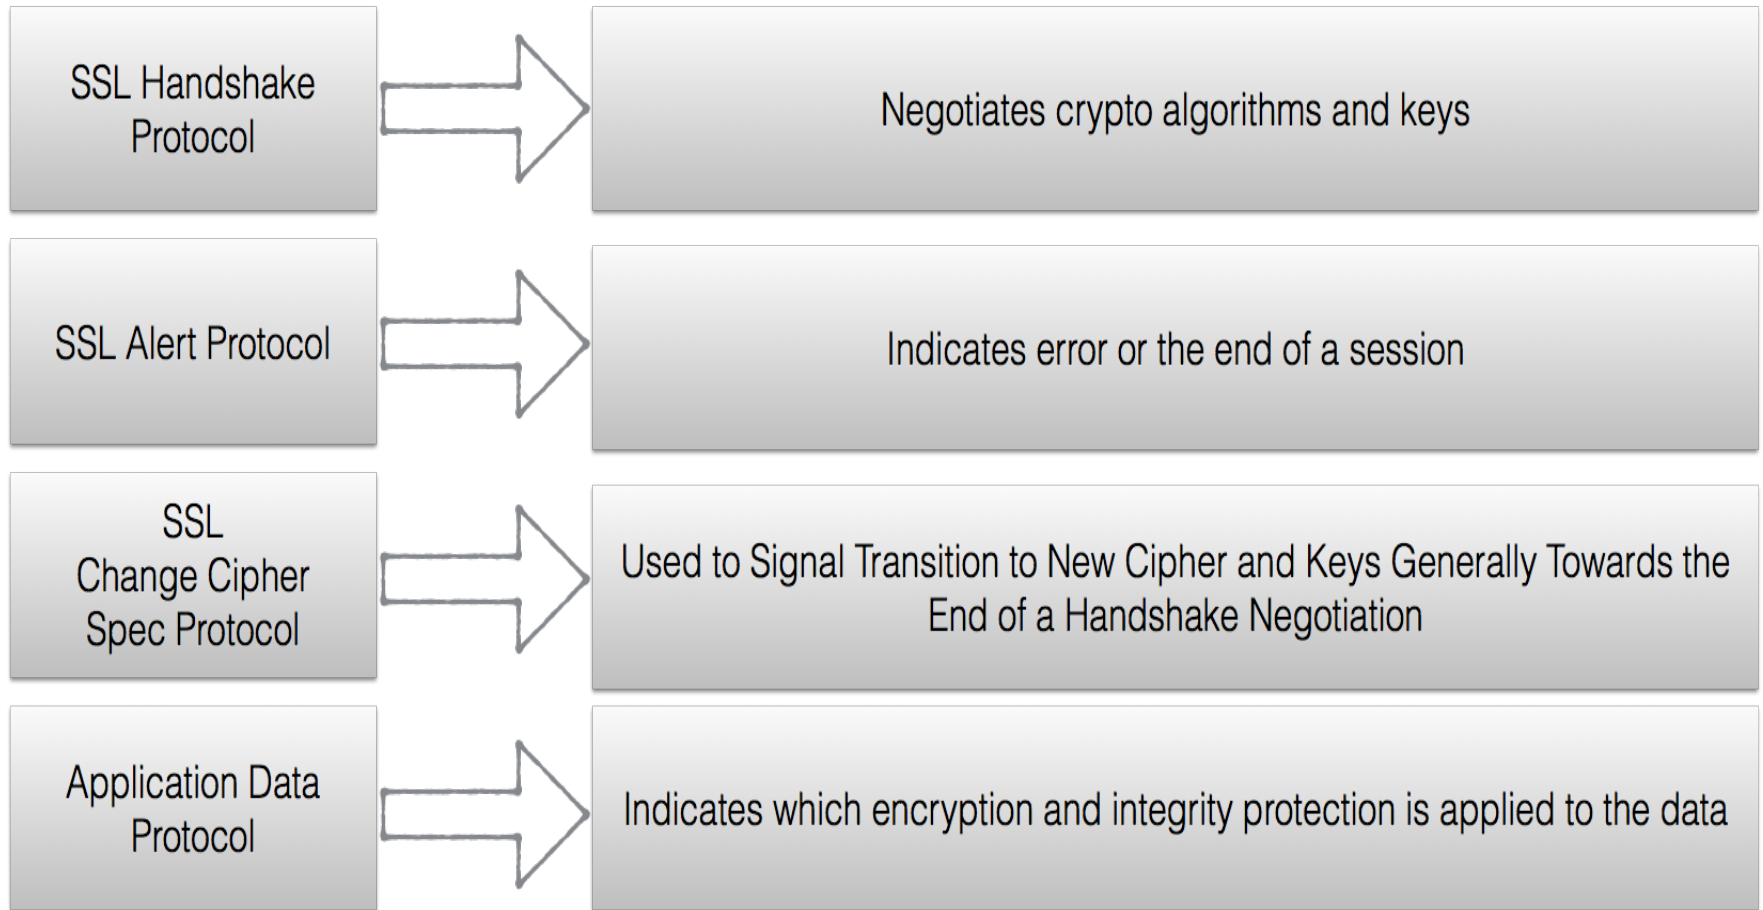 SSL Handshake
Protocol
Negotiates crypto algorithms and keys
SSL Alert Protocol
Indicates error or the end of a session
SSL
Change Cipher
Spec Protocol
Used to Signal Transition to New Cipher and Keys Generally Towards the
End of a Handshake Negotiation
Application Data
Protocol
Indicates which encryption and integrity protection is applied to the data